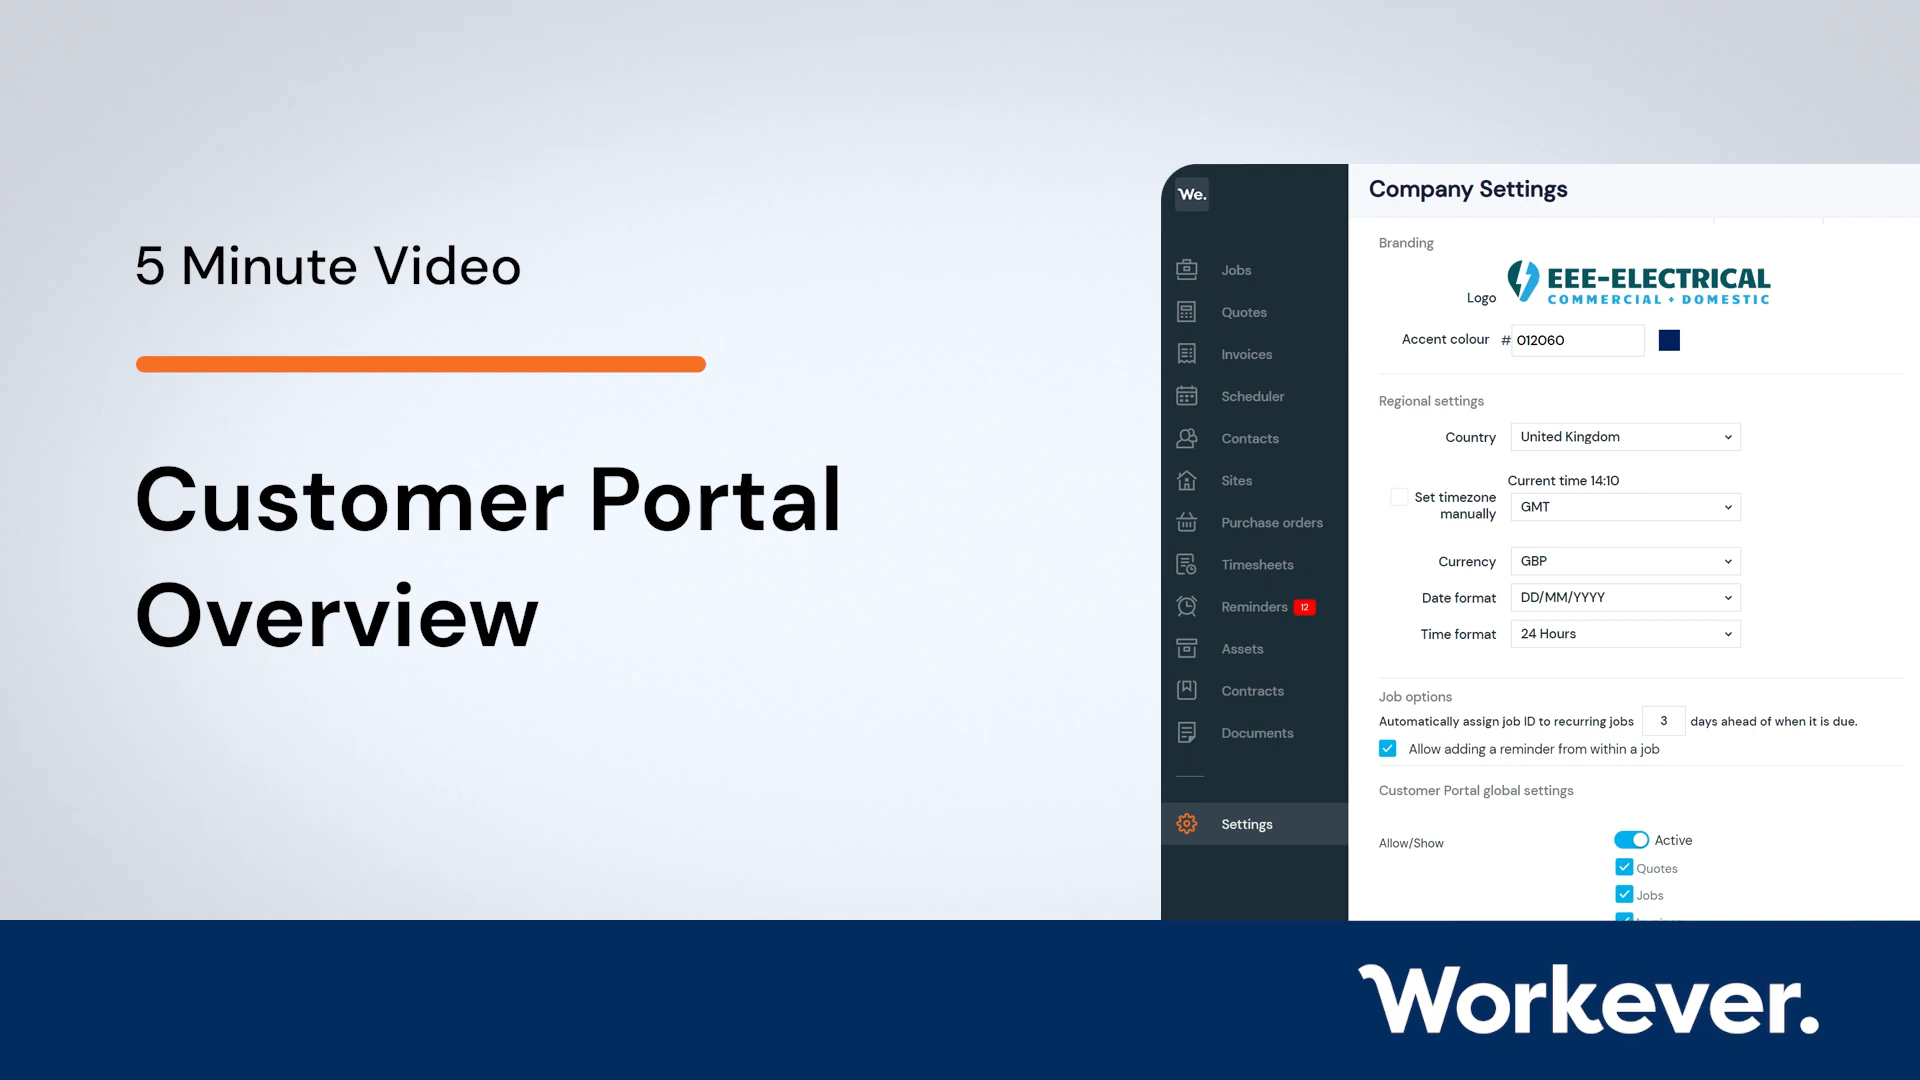 5 Minute Video
Customer Portal
Overview
We.
Jobs
Quotes
Invoices
Scheduler
Contacts
Sites
Purchase orders
Timesheets
Reminders 12
Assets
Contracts
Documents
Settings
Company Settings
Branding
Logo
EEE-ELECTRICAL
COMMERCIAL + DOMESTIC
Accent colour # 012060
Regional settings
Country United Kingdom
Current time 14:10
Set timezone
manually
GMT
Currency GBP
Date format DD/MM/YYYY
Time format 24 Hours
Job options
Automatically assign job ID to recurring jobs 3 days ahead of when it is due.
Allow adding a reminder from within a job
Customer Portal global settings
Allow/Show
Active
Quotes
Jobs
Workever.